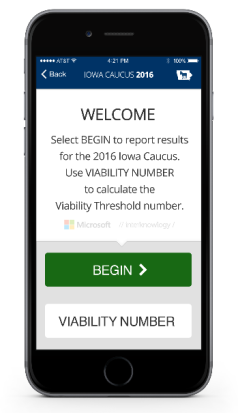 AT&T 4:21 PM 100%
Back IOWA CAUCUS 2016
WELCOME
Select BEGIN to report results
for the 2016 Iowa Caucus.
Use VIABILITY NUMBER
to calculate the
Viability Threshold number.
Microsoft // interknowlogy /
BEGIN
VIABILITY NUMBER